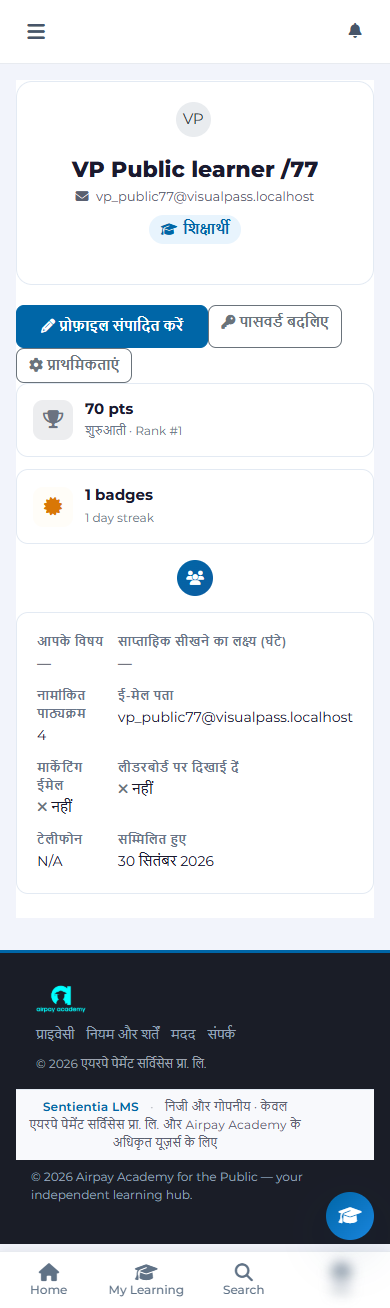 VP
VP Public learner /77
vp_public77@visualpass.localhost
शिक्षार्थी
प्रोफ़ाइल संपादित करें
पासवर्ड बदलिए
प्राथमिकताएं
70 pts
शुरुआती · Rank #1
1 badges
1 day streak
आपके विषय
—
साप्ताहिक सीखने का लक्ष्य (घंटे)
—
नामांकित
पाठ्यक्रम
4
ई-मेल पता
vp_public77@visualpass.localhost
मार्केटिंग
ईमेल
नहीं
लीडरबोर्ड पर दिखाई दें
नहीं
टेलीफोन
N/A
सम्मिलित हुए
30 सितंबर 2026
airpay academy
प्राइवेसी नियम और शर्तें मदद संपर्क
© 2026 एयरपे पेमेंट सर्विसेस प्रा. लि.
Sentientia LMS · निजी और गोपनीय · केवल
एयरपे पेमेंट सर्विसेस प्रा. लि. और Airpay Academy के
अधिकृत यूज़र्स के लिए
© 2026 Airpay Academy for the Public — your
independent learning hub.
Home My Learning Search